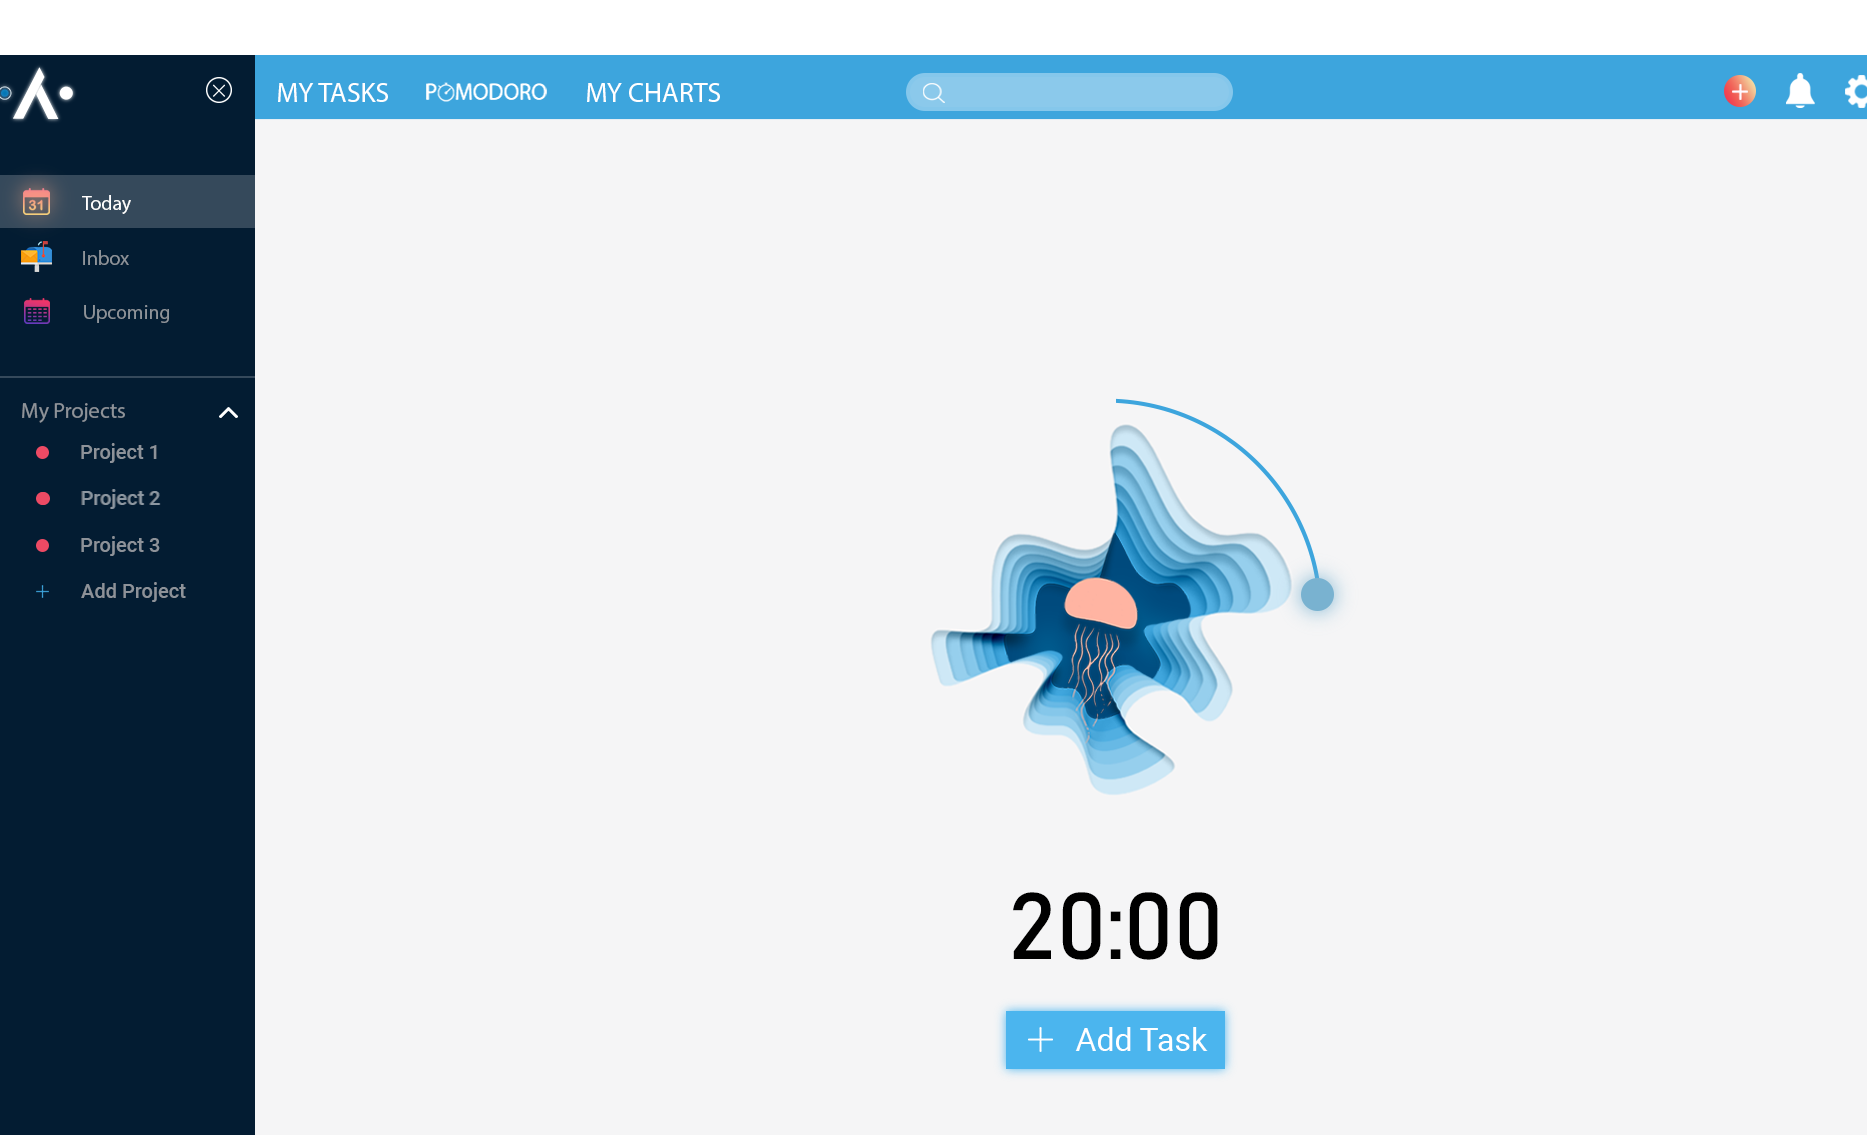 MY TASKS POMODORO MY CHARTS
31 Today
Inbox
Upcoming
My Projects
Project 1
Project 2
Project 3
+ Add Project
20:00
+ Add Task